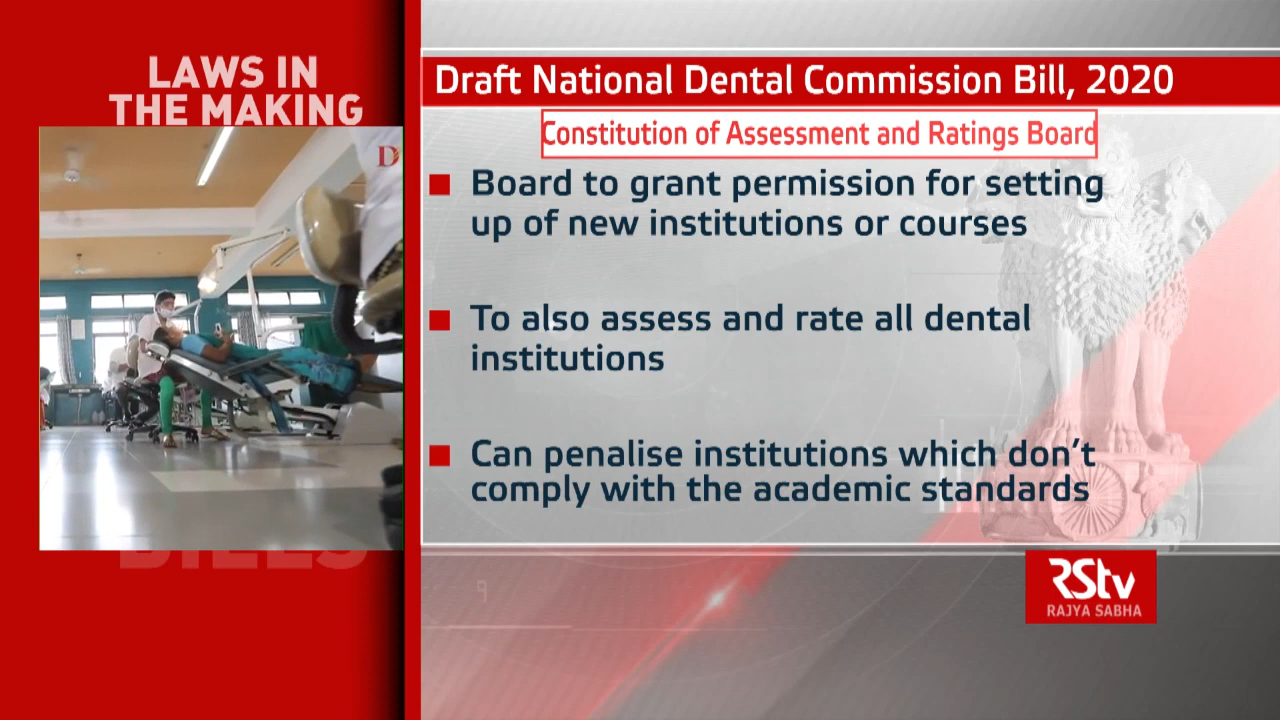 LAWS IN
THE MAKING
D
BILLS
Draft National Dental Commission Bill, 2020
Constitution of Assessment and Ratings Board
Board to grant permission for setting
up of new institutions or courses
To also assess and rate all dental
institutions
Can penalise institutions which don't
comply with the academic standards
9
RStv
RAJYA SABHA